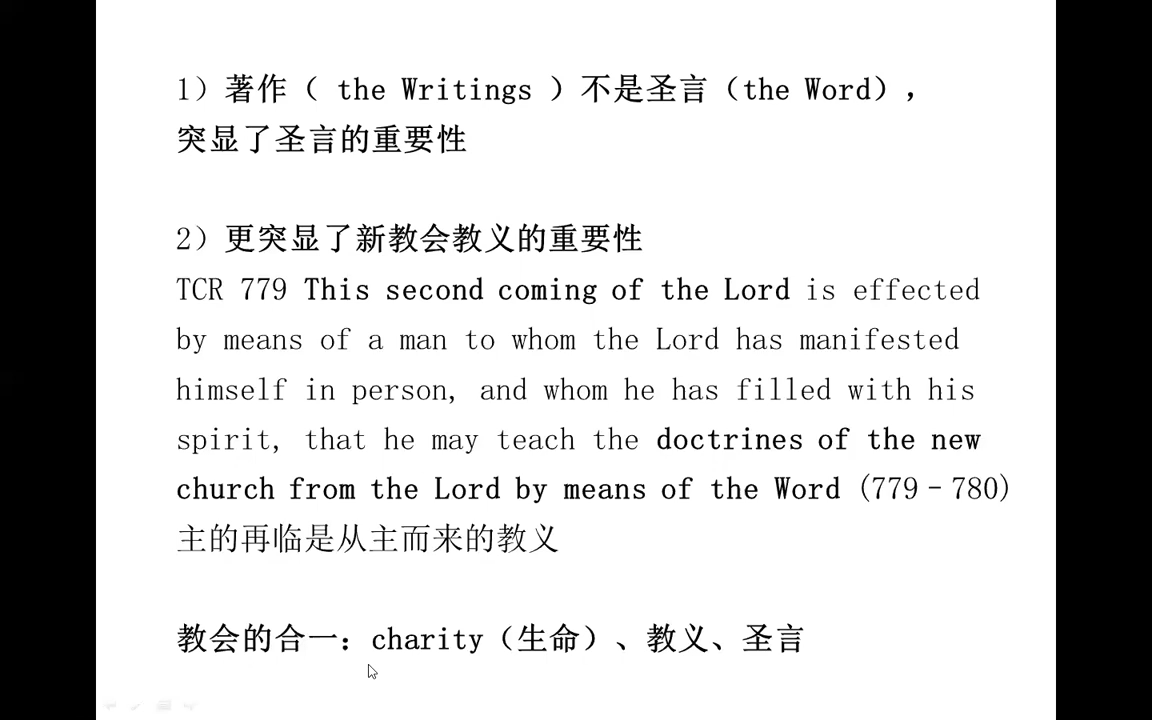 1）著作（ the Writings ）不是圣言（the Word），
突显了圣言的重要性
2）更突显了新教会教义的重要性
TCR 779 This second coming of the Lord is effected
by means of a man to whom the Lord has manifested
himself in person, and whom he has filled with his
spirit, that he may teach the doctrines of the new
church from the Lord by means of the Word (779–780)
主的再临是从主而来的教义
教会的合一：charity（生命）、教义、圣言